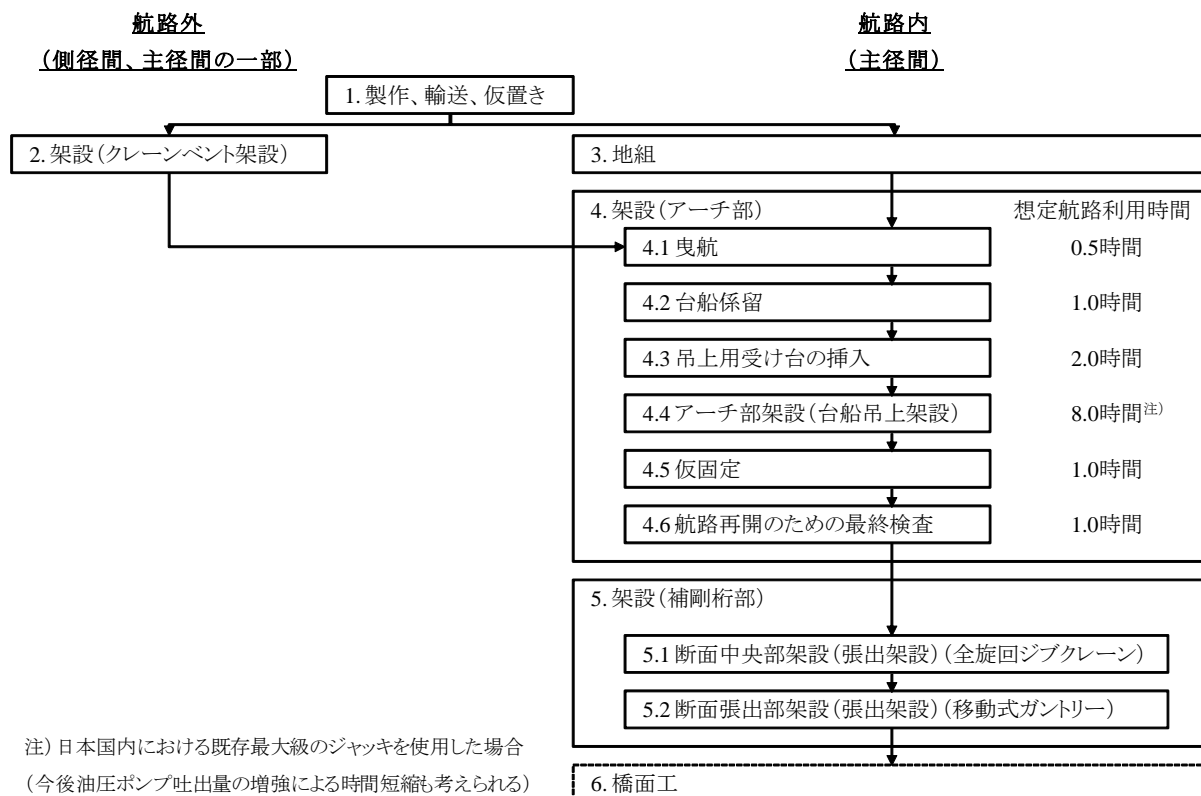 航路外
(側径間、主径間の一部)
航路内
(主径間)
1. 製作、輸送、仮置き
2. 架設(クレーンベント架設)
3. 地組
4. 架設(アーチ部)
想定航路利用時間
4.1 曳航
0.5時間
4.2 台船係留
1.0時間
4.3 吊上用受け台の挿入
2.0時間
4.4 アーチ部架設(台船吊上架設)
8.0時間注)
4.5 仮固定
1.0時間
4.6 航路再開のための最終検査
1.0時間
5. 架設(補剛桁部)
5.1 断面中央部架設(張出架設)(全旋回ジブクレーン)
5.2 断面張出部架設(張出架設)(移動式ガントリー)
注) 日本国内における既存最大級のジャッキを使用した場合
(今後油圧ポンプ吐出量の増強による時間短縮も考えられる)
6. 橋面工